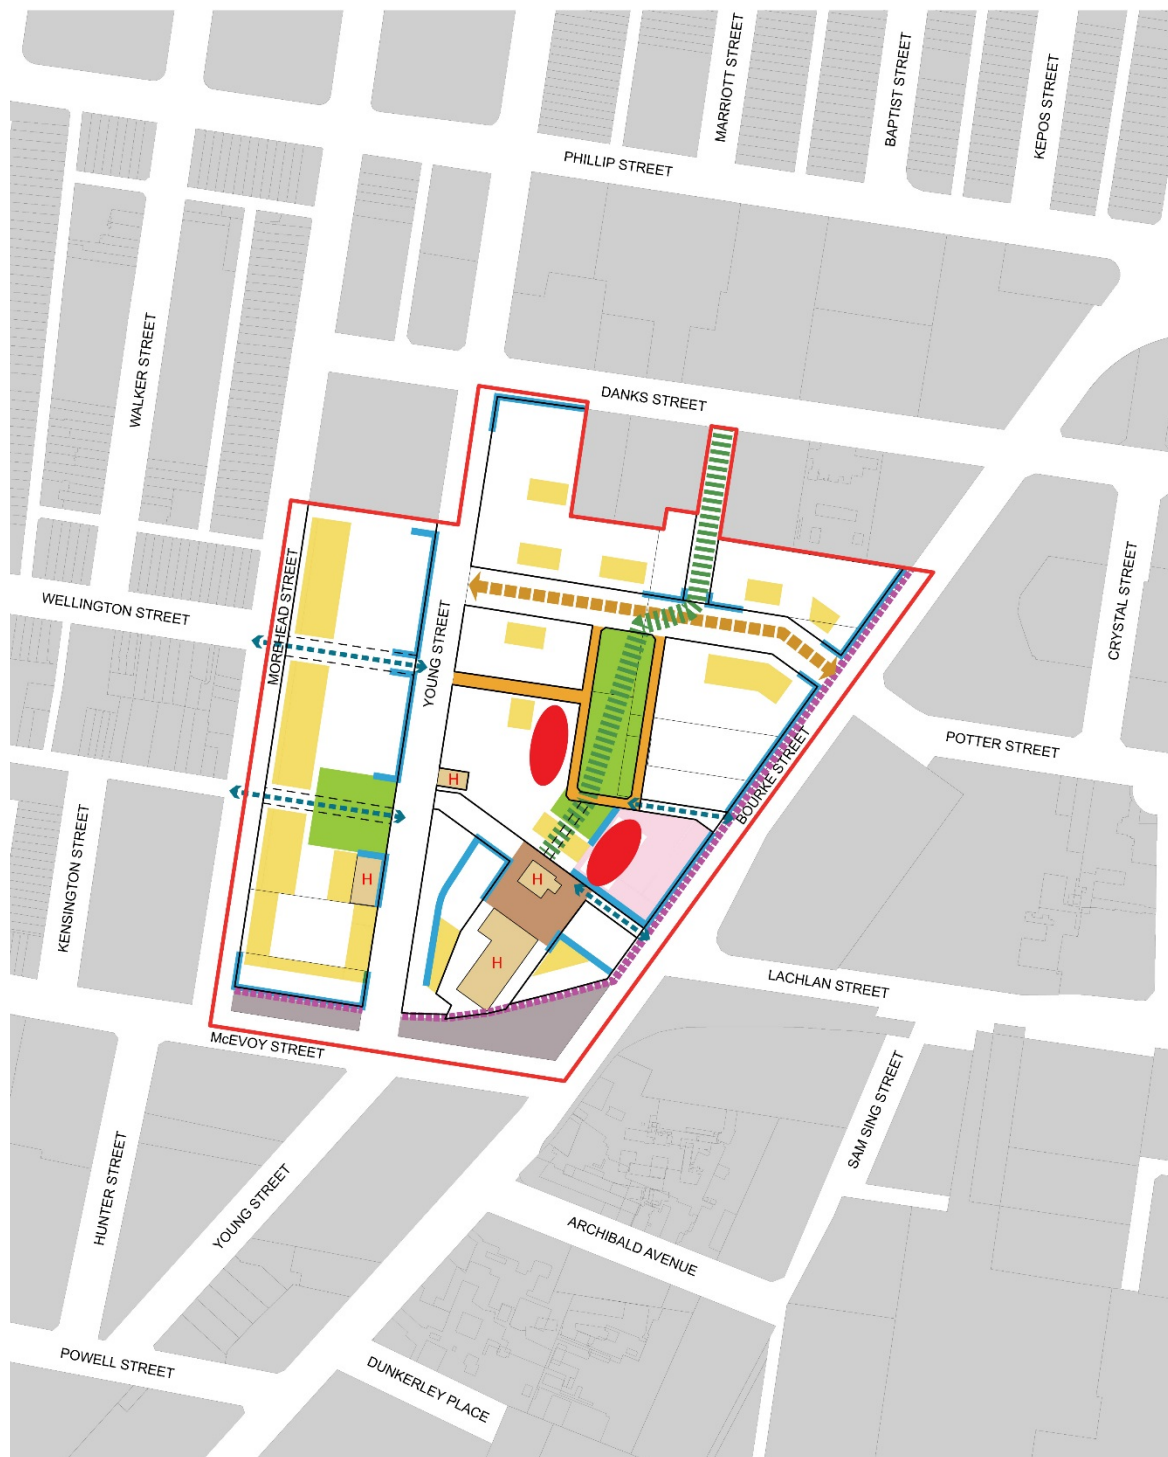 MARRIOTT STREET
BAPTIST STREET
KEPOS STREET
PHILLIP STREET
WALKER STREET
DANKS STREET
CRYSTAL STREET
WELLINGTON STREET
MOREHEAD STREET
YOUNG STREET
BOURKE STREET
POTTER STREET
H
KENSINGTON STREET
H
H
H
LACHLAN STREET
McEVOY STREET
SAM SING STREET
HUNTER STREET
YOUNG STREET
ARCHIBALD AVENUE
POWELL STREET
DUNKERLEY PLACE